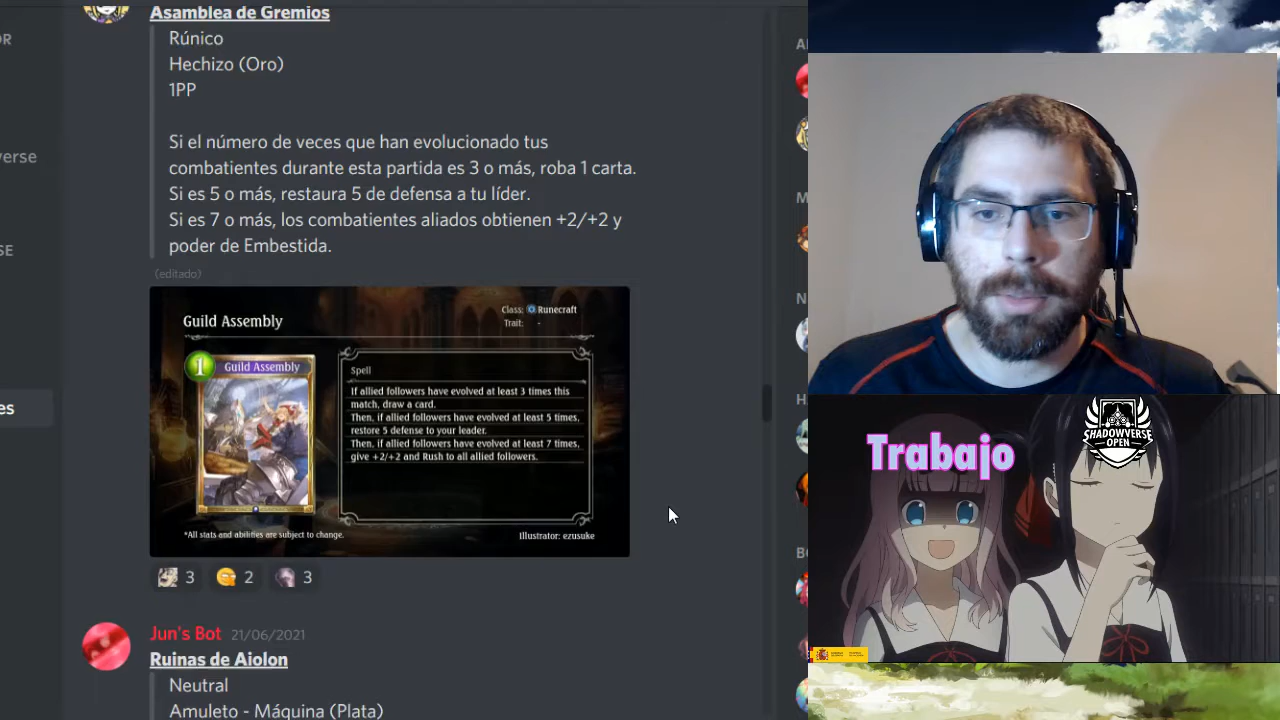 Asamblea de Gremios
Rúnico
Hechizo (Oro)
1PP
Si el número de veces que han evolucionado tus
combatientes durante esta partida es 3 o más, roba 1 carta.
Si es 5 o más, restaura 5 de defensa a tu líder.
Si es 7 o más, los combatientes aliados obtienen +2/+2 y
poder de Embestida.
(editado)
Guild Assembly
Class: Runecraft
Trait: -
1
Guild Assembly
Spell
If allied followers have evolved at least 3 times this
match, draw a card.
Then, if allied followers have evolved at least 5 times,
restore 5 defense to your leader.
Then, if allied followers have evolved at least 7 times,
give +2/+2 and Rush to all allied followers.
*All stats and abilities are subject to change.
Illustrator: ezusuke
3 2 3
Jun's Bot 21/06/2021
Ruinas de Aiolon
Neutral
Amuleto - Máquina (Plata)
OR
verse
SE
es
A
M
N
H
B
Trabajo
SHADOWVERSE
OPEN